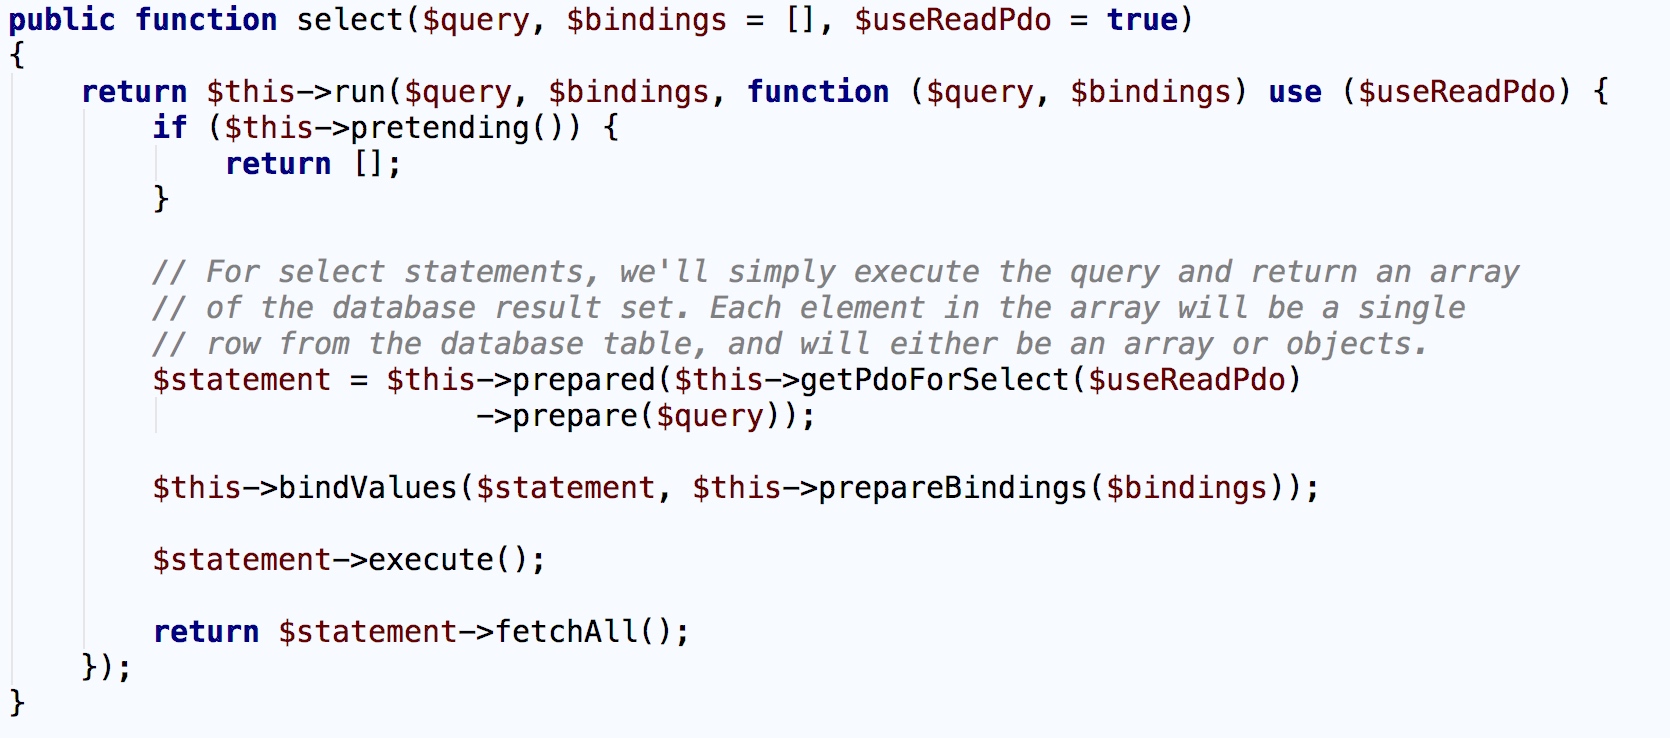 public function select($query, $bindings = [], $useReadPdo = true)
{
    return $this->run($query, $bindings, function ($query, $bindings) use ($useReadPdo) {
        if ($this->pretending()) {
            return [];
        }

        // For select statements, we'll simply execute the query and return an array
        // of the database result set. Each element in the array will be a single
        // row from the database table, and will either be an array or objects.
        $statement = $this->prepared($this->getPdoForSelect($useReadPdo)
                          ->prepare($query));

        $this->bindValues($statement, $this->prepareBindings($bindings));

        $statement->execute();

        return $statement->fetchAll();
    });
}